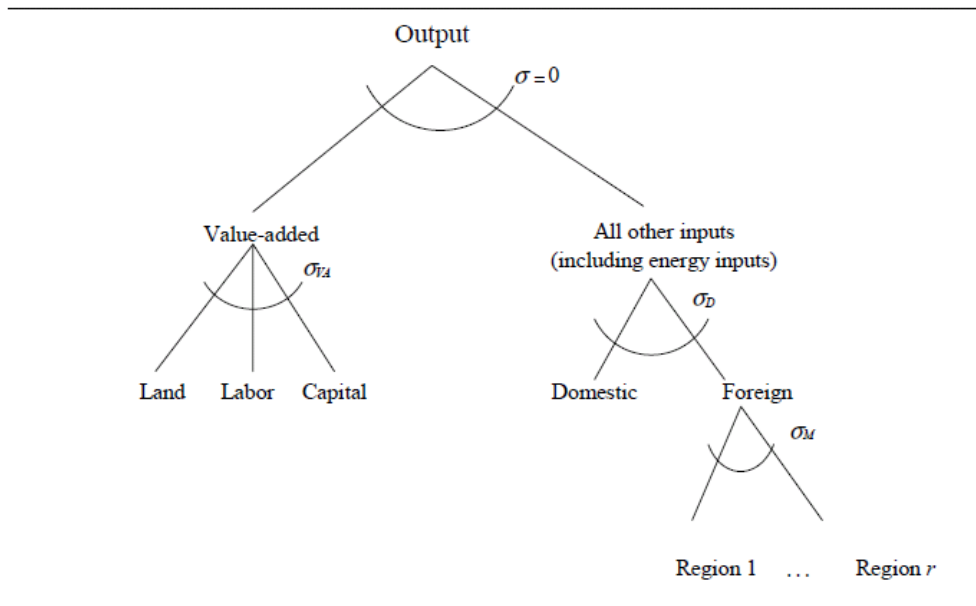 Output
σ = 0
Value-added
All other inputs
(including energy inputs)
σVA
σD
Land Labor Capital
Domestic Foreign
σM
Region 1 … Region r